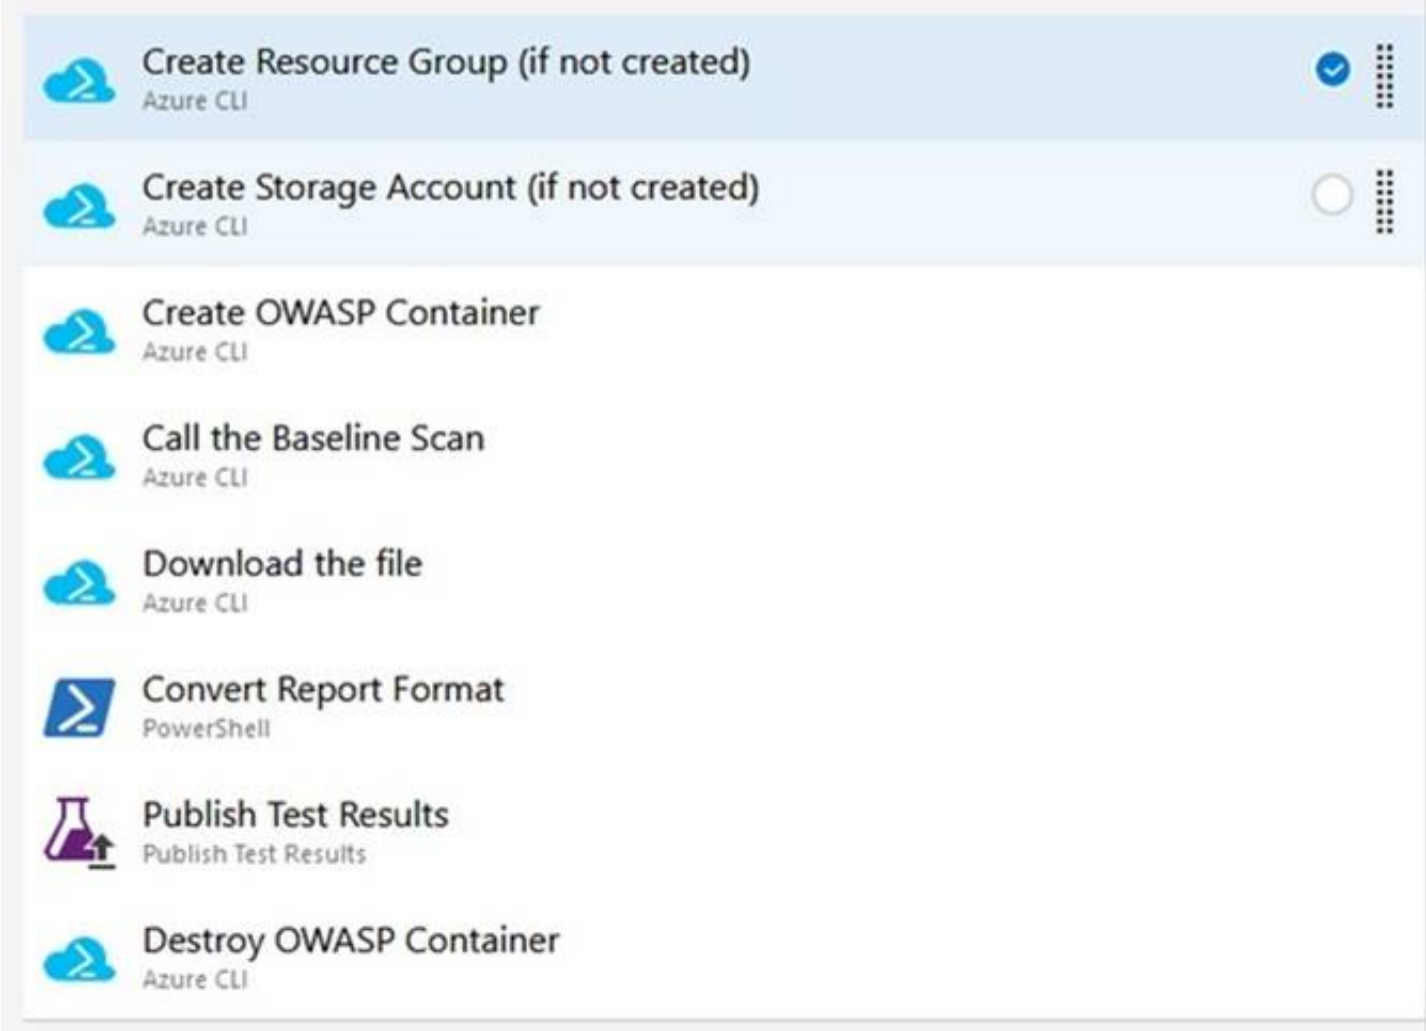 Create Resource Group (if not created)
Azure CLI
Create Storage Account (if not created)
Azure CLI
Create OWASP Container
Azure CLI
Call the Baseline Scan
Azure CLI
Download the file
Azure CLI
Convert Report Format
PowerShell
Publish Test Results
Publish Test Results
Destroy OWASP Container
Azure CLI